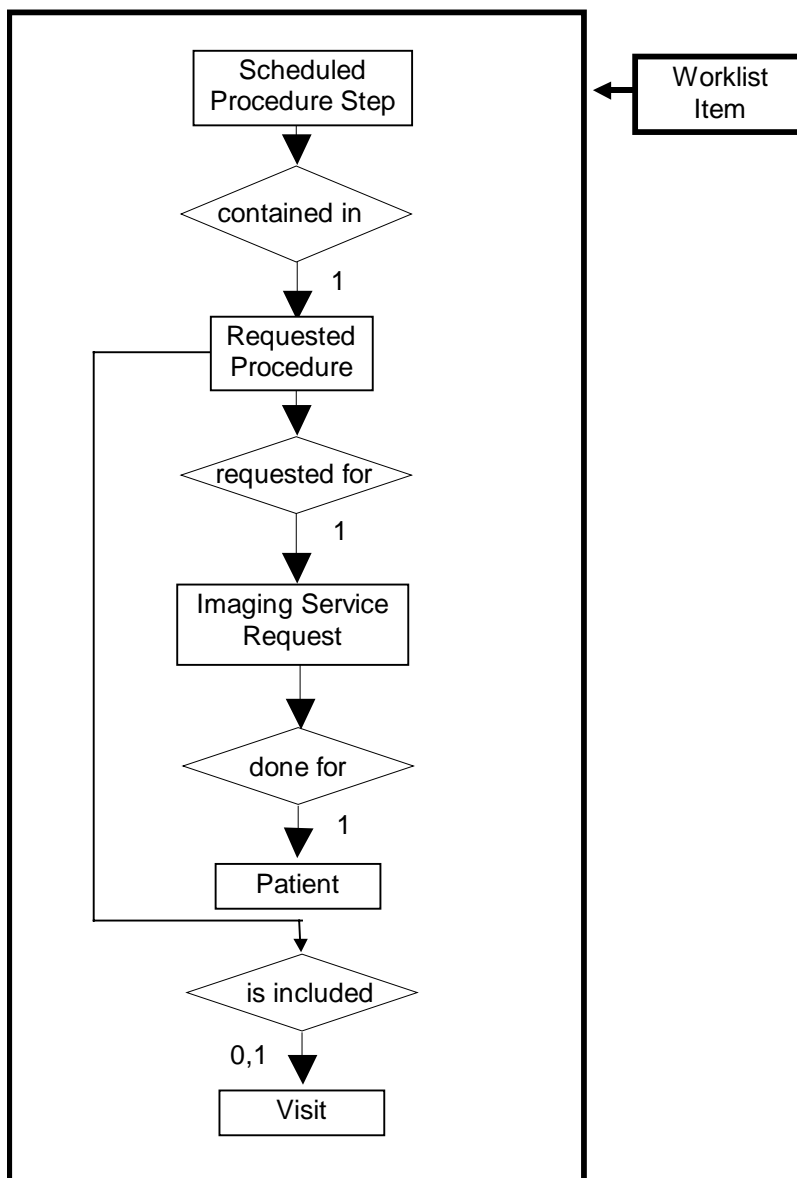 Scheduled
Procedure Step
Worklist
Item
contained in
1
Requested
Procedure
requested for
1
Imaging Service
Request
done for
1
Patient
is included
0,1
Visit